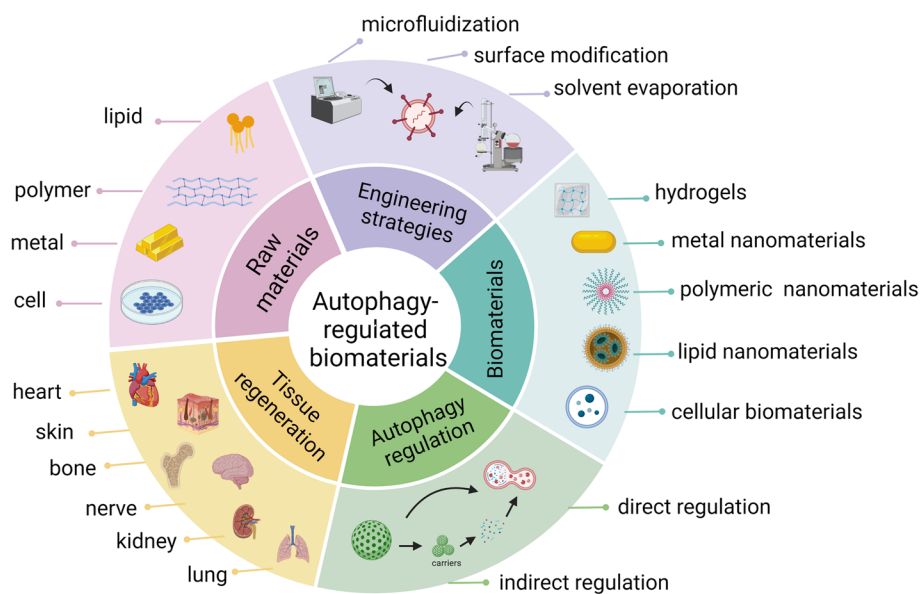 microfluidization
surface modification
solvent evaporation
lipid
polymer
metal
cell
Engineering
strategies
Raw
materials
hydrogels
metal nanomaterials
polymeric nanomaterials
lipid nanomaterials
cellular biomaterials
Biomaterials
Autophagy-
regulated
biomaterials
heart
skin
bone
nerve
kidney
lung
Tissue
regeneration
Autophagy
regulation
carriers
direct regulation
indirect regulation